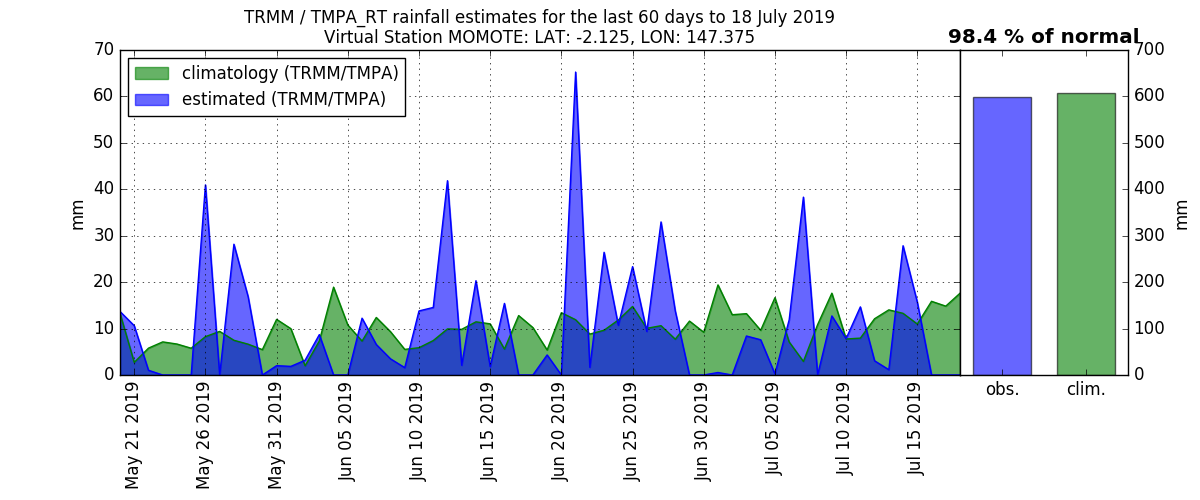 TRMM / TMPA_RT rainfall estimates for the last 60 days to 18 July 2019
Virtual Station MOMOTE: LAT: -2.125, LON: 147.375
98.4 % of normal
climatology (TRMM/TMPA)
estimated (TRMM/TMPA)
70
60
50
40
30
20
10
0
mm
May 21 2019
May 26 2019
May 31 2019
Jun 05 2019
Jun 10 2019
Jun 15 2019
Jun 20 2019
Jun 25 2019
Jun 30 2019
Jul 05 2019
Jul 10 2019
Jul 15 2019
obs.
clim.
700
600
500
400
300
200
100
0
mm